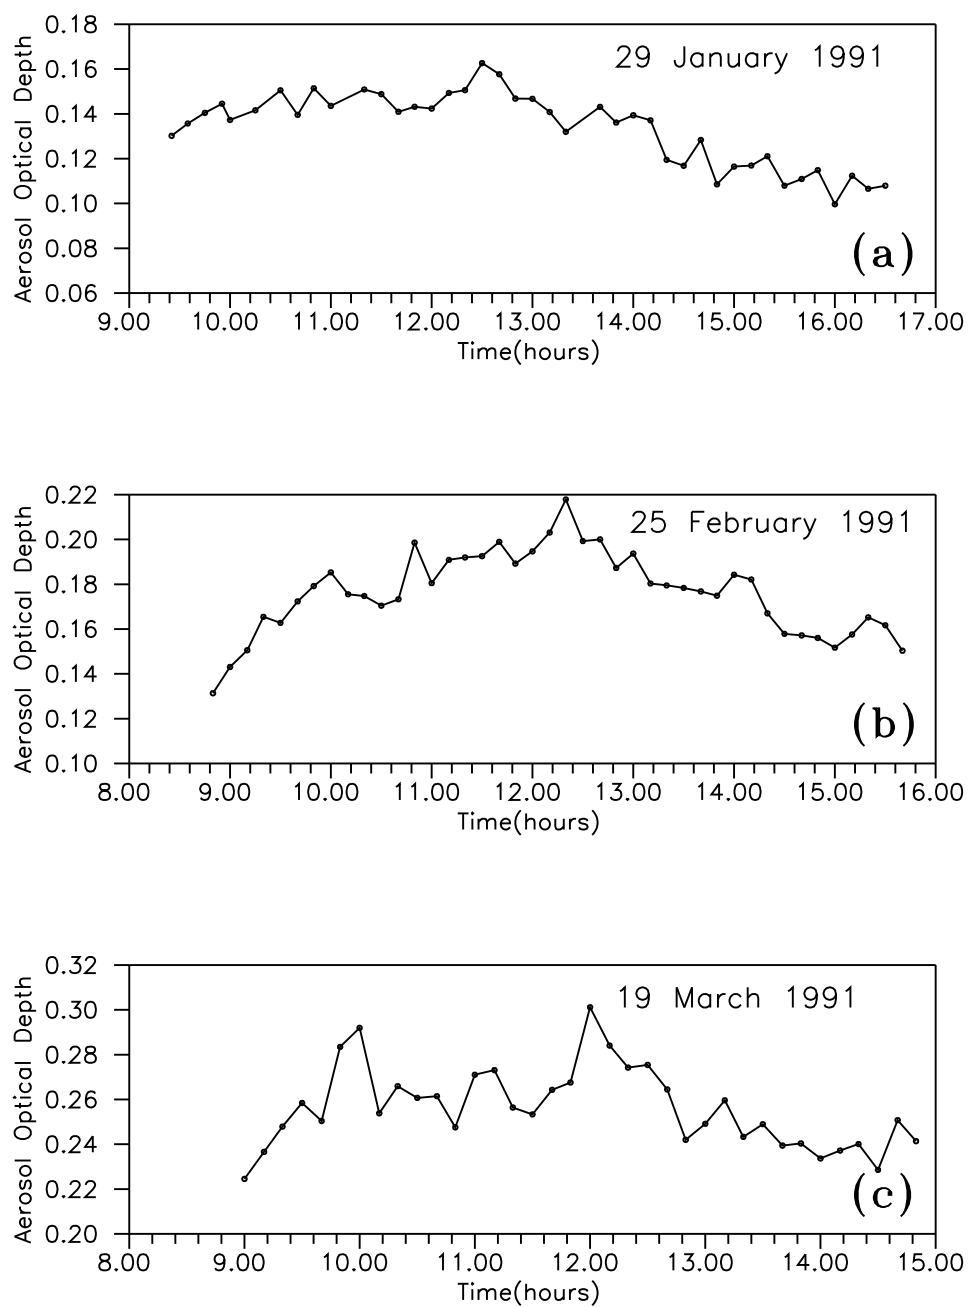 0.18
29 January 1991
0.16
0.14
0.12
0.10
0.08
0.06
Aerosol Optical Depth
(a)
9.00 10.00 11.00 12.00 13.00 14.00 15.00 16.00 17.00
Time(hours)
0.22
25 February 1991
0.20
0.18
0.16
0.14
0.12
0.10
Aerosol Optical Depth
(b)
8.00 9.00 10.00 11.00 12.00 13.00 14.00 15.00 16.00
Time(hours)
0.32
19 March 1991
0.30
0.28
0.26
0.24
0.22
0.20
Aerosol Optical Depth
(c)
8.00 9.00 10.00 11.00 12.00 13.00 14.00 15.00
Time(hours)